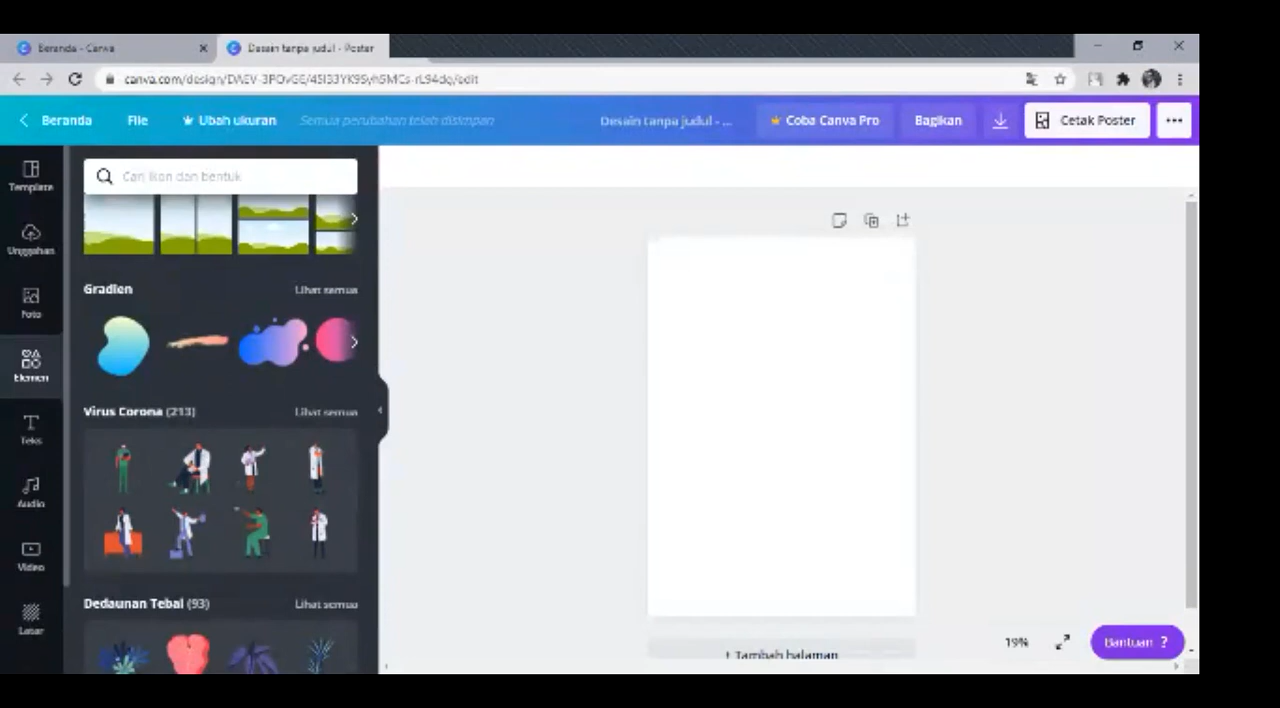 Beranda - Canva
Desain tanpa judul - Poster
Beranda
File
Ubah ukuran
Semua perubahan telah disimpan
Desain tanpa judul - ...
Coba Canva Pro
Bagikan
Cetak Poster
Template
Unggahan
Foto
Elemen
Teks
Audio
Video
Latar
Cari ikon dan bentuk
Gradien
Lihat semua
Virus Corona (213)
Lihat semua
Dedaunan Tebal (93)
Lihat semua
+ Tambah halaman
19%
Bantuan ?